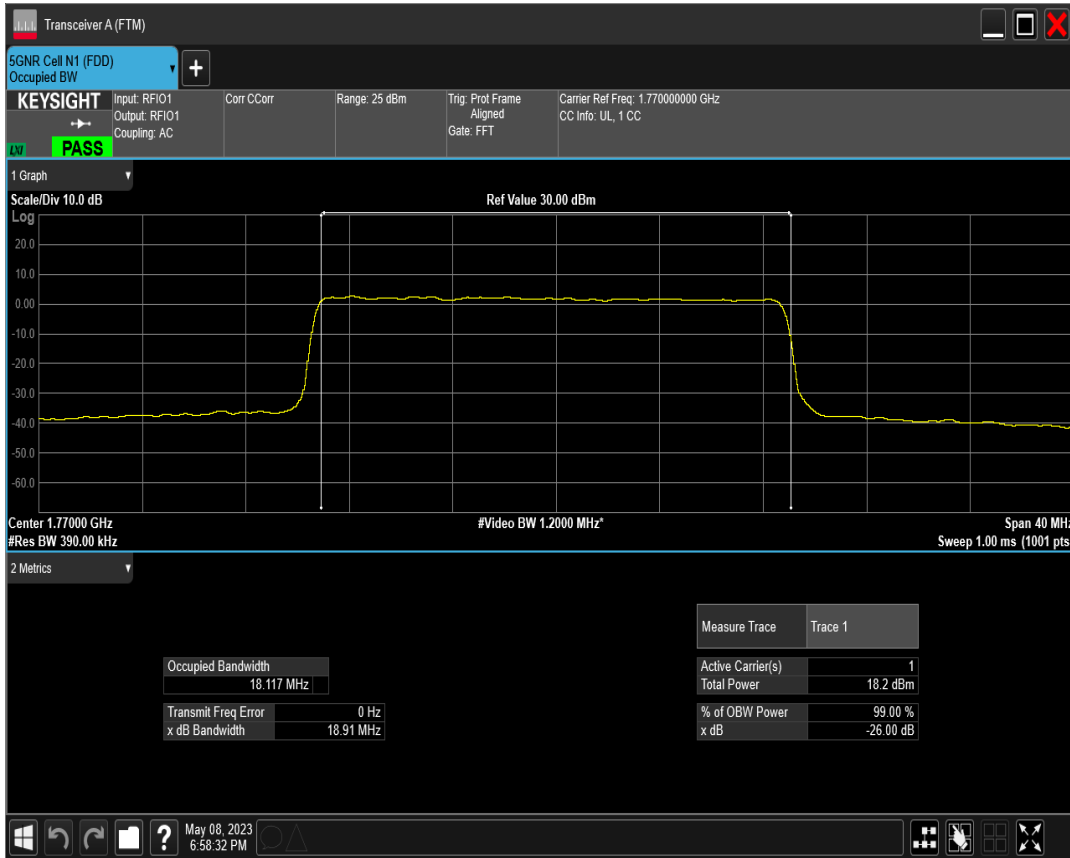 Transceiver A (FTM)
5GNR Cell N1 (FDD)
Occupied BW
+
KEYSIGHT
LXI
PASS
Input: RFIO1
Output: RFIO1
Coupling: AC
Corr CCorr
Range: 25 dBm
Trig: Prot Frame
Aligned
Gate: FFT
Carrier Ref Freq: 1.770000000 GHz
CC Info: UL, 1 CC
1 Graph
Scale/Div 10.0 dB
Ref Value 30.00 dBm
Log
20.0
10.0
0.00
-10.0
-20.0
-30.0
-40.0
-50.0
-60.0
Center 1.77000 GHz
#Video BW 1.2000 MHz*
Span 40 MHz
#Res BW 390.00 kHz
Sweep 1.00 ms (1001 pts
2 Metrics
Measure Trace Trace 1
Occupied Bandwidth
18.117 MHz
Active Carrier(s) 1
Total Power 18.2 dBm
Transmit Freq Error 0 Hz
x dB Bandwidth 18.91 MHz
% of OBW Power 99.00 %
x dB -26.00 dB
?
May 08, 2023
6:58:32 PM